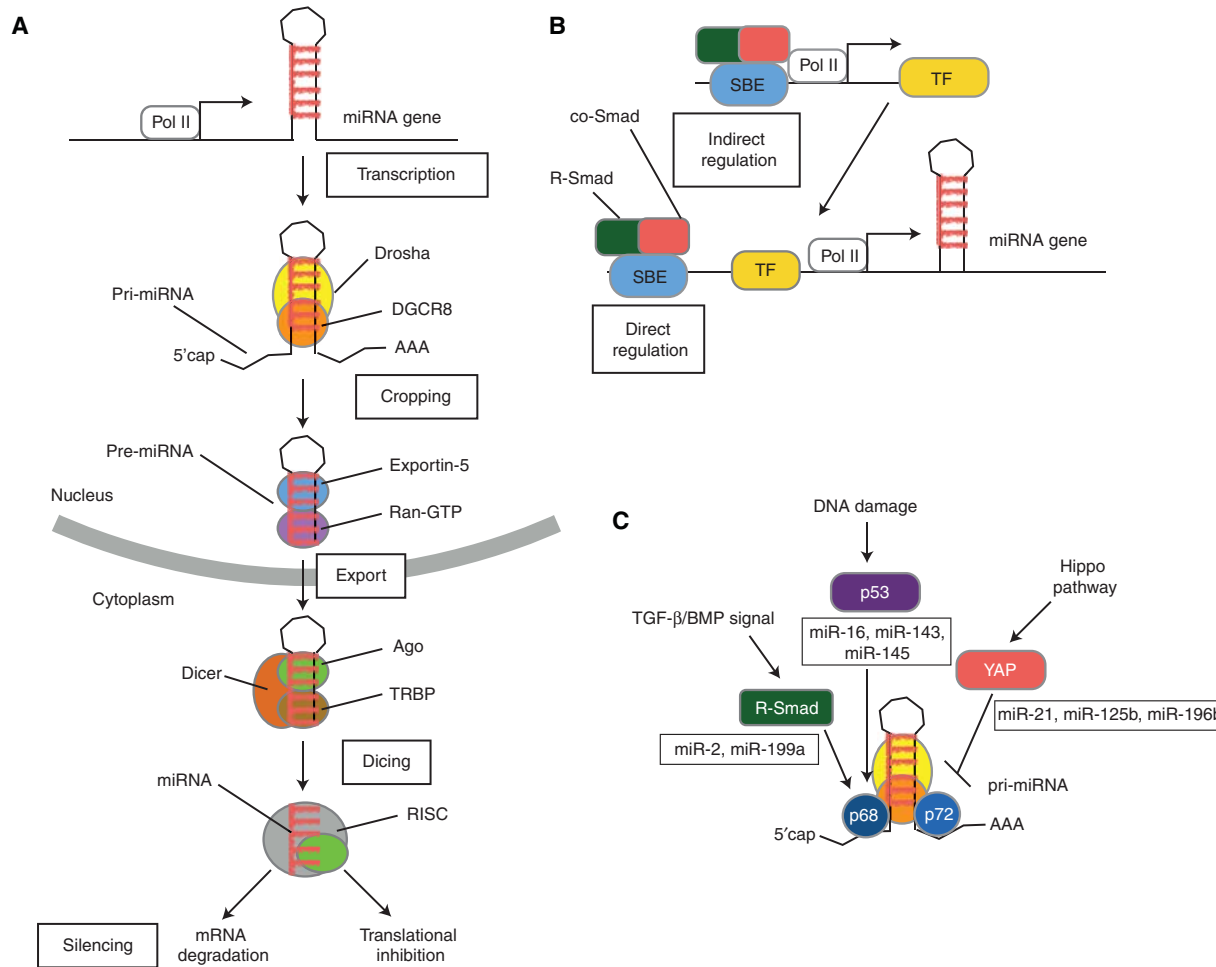 A
Pol II
miRNA gene
Transcription
Drosha
Pri-miRNA
DGCR8
5'cap
AAA
Cropping
Pre-miRNA
Exportin-5
Nucleus
Ran-GTP
Export
Cytoplasm
Ago
Dicer
TRBP
Dicing
miRNA
RISC
Silencing
mRNA
degradation
Translational
inhibition
B
Pol II
TF
SBE
co-Smad
Indirect
regulation
R-Smad
miRNA gene
Pol II
SBE
TF
Direct
regulation
C
DNA damage
p53
Hippo
pathway
TGF-β/BMP signal
miR-16, miR-143,
miR-145
YAP
R-Smad
miR-21, miR-125b, miR-196b
miR-2, miR-199a
pri-miRNA
p68
p72
5′cap
AAA